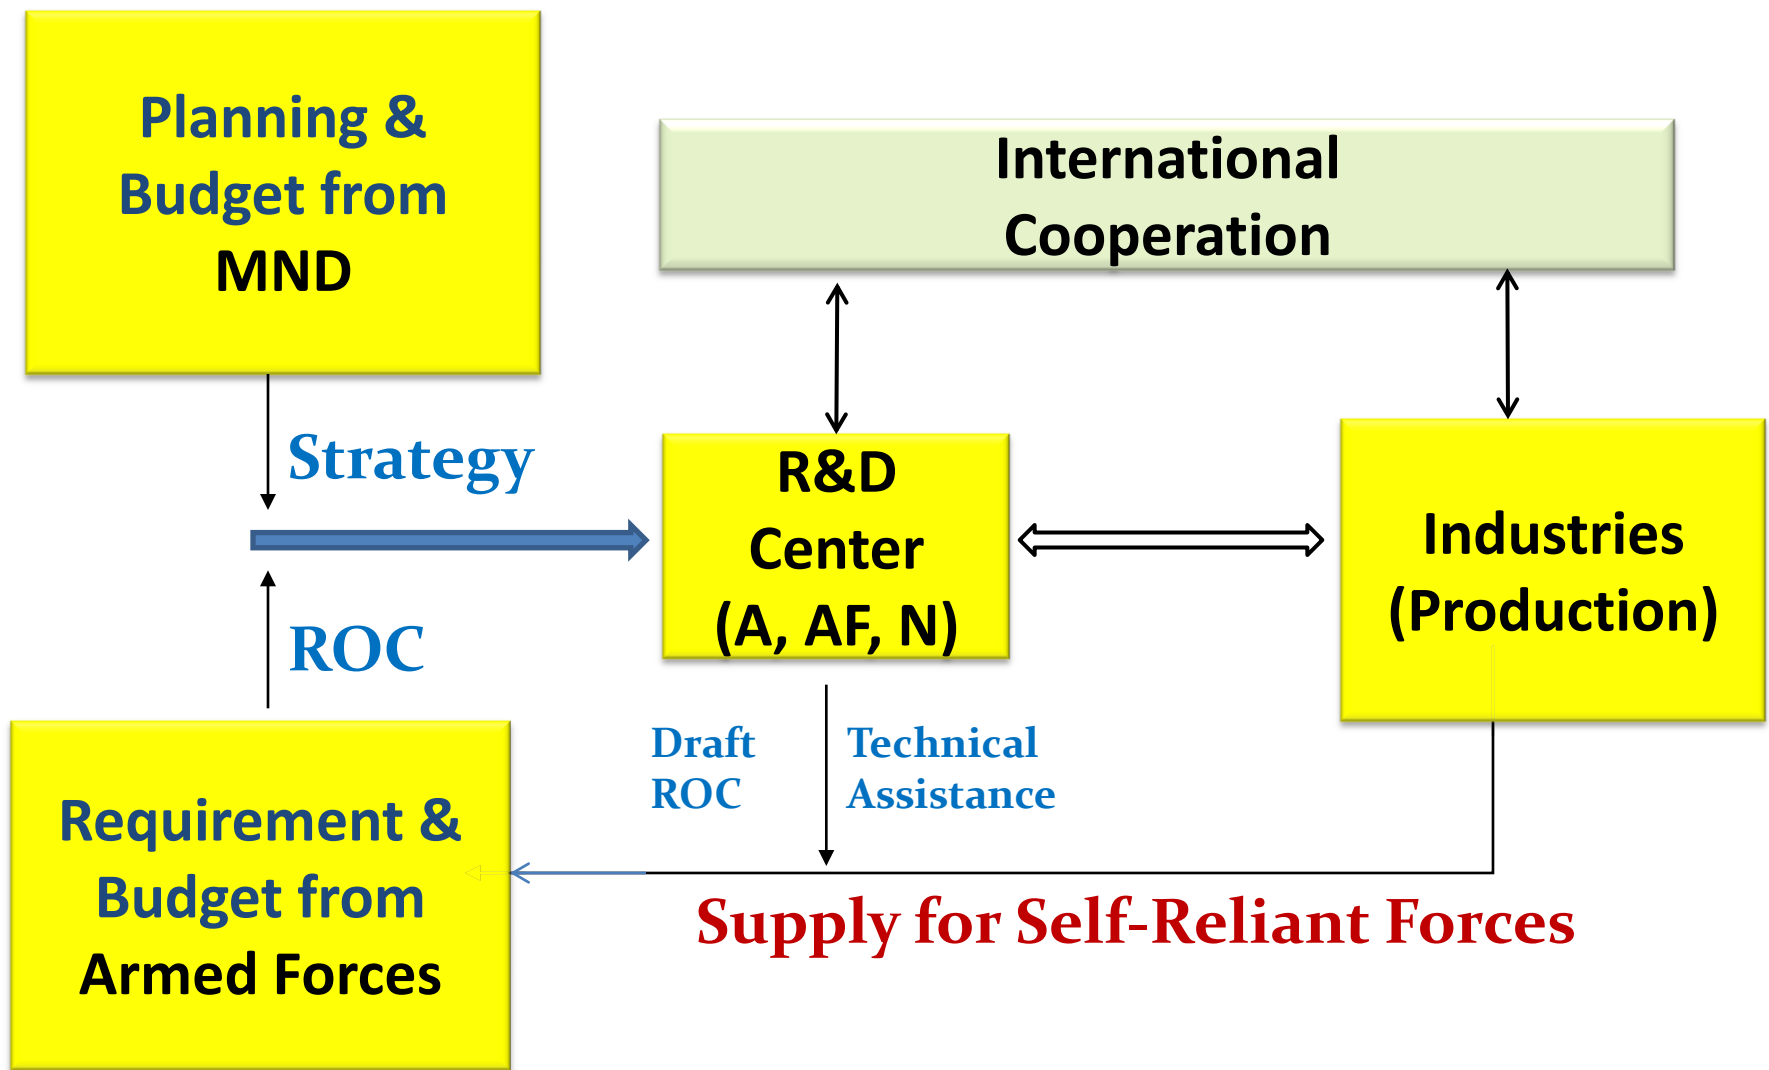 Planning &
Budget from
MND
International
Cooperation
Strategy
R&D
Center
(A, AF, N)
Industries
(Production)
ROC
Draft
ROC
Technical
Assistance
Requirement &
Budget from
Armed Forces
Supply for Self-Reliant Forces